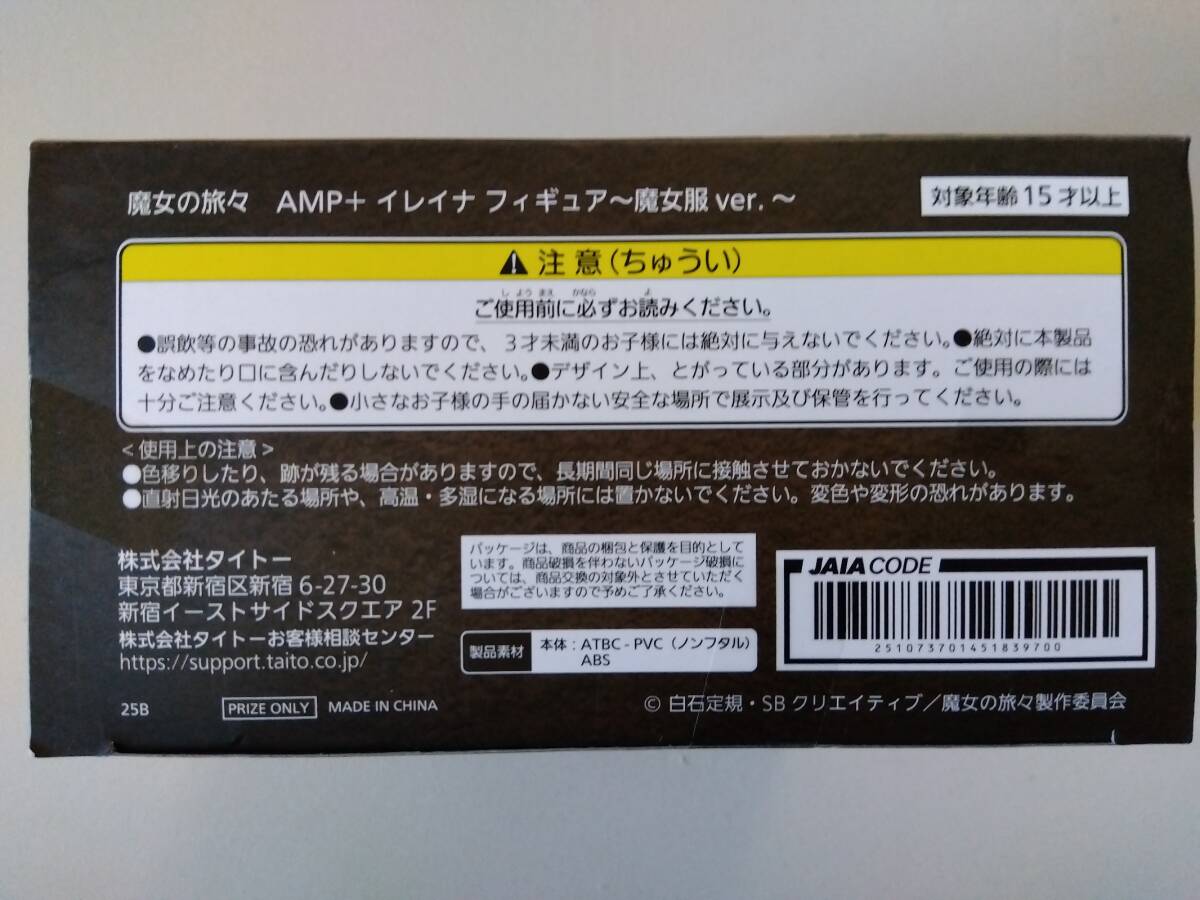 魔女の旅々　AMP+ イレイナ フィギュア～魔女服 ver.～
対象年齢 15 才以上
注意(ちゅうい)
しようまえ かなら よ
ご使用前に必ずお読みください。
●誤飲等の事故の恐れがありますので、3才未満のお子様には絶対に与えないでください。●絶対に本製品
をなめたり口に含んだりしないでください。●デザイン上、とがっている部分があります。ご使用の際には
十分ご注意ください。●小さなお子様の手の届かない安全な場所で展示及び保管を行ってください。
＜使用上の注意＞
●色移りしたり、跡が残る場合がありますので、長期間同じ場所に接触させておかないでください。
●直射日光のあたる場所や、高温・多湿になる場所には置かないでください。変色や変形の恐れがあります。
株式会社タイトー
東京都新宿区新宿 6-27-30
新宿イーストサイドスクエア 2F
株式会社タイトーお客様相談センター
https://support.taito.co.jp/
25B
PRIZE ONLY
MADE IN CHINA
パッケージは、商品の梱包と保護を目的として
います。商品破損を伴わないパッケージ破損に
ついては、商品交換の対象外とさせていただく
場合がございますので予めご了承ください。
製品素材
本体：ATBC-PVC（ノンフタル）
ABS
JAIA CODE
251073701451839700
© 白石定規・SB クリエイティブ／魔女の旅々製作委員会